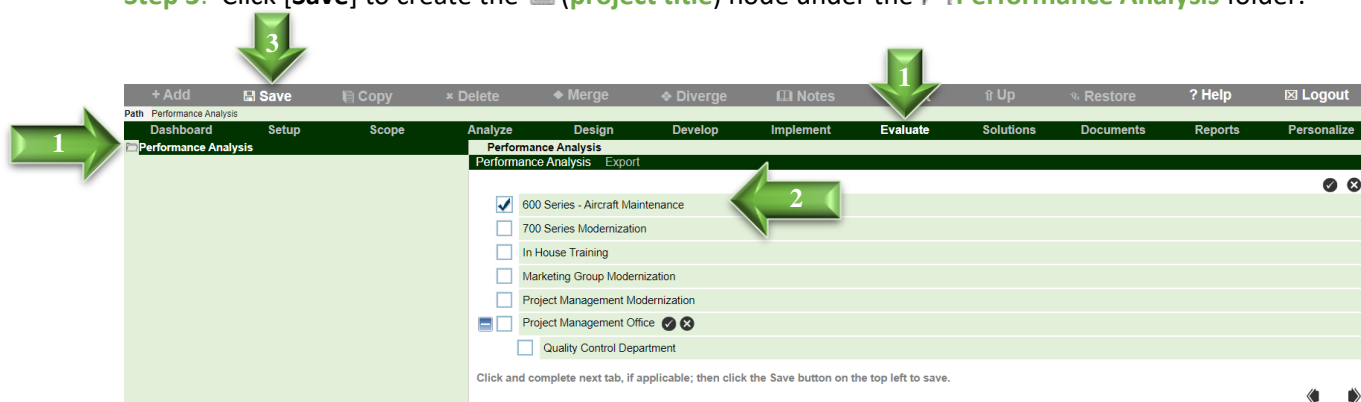 Step 3: Click [Save] to create the (project title) node under the Performance Analysis folder.
3
1
+ Add Save Copy × Delete Merge Diverge Notes Up Restore ? Help Logout
Path Performance Analysis
Dashboard Setup Scope Analyze Design Develop Implement Evaluate Solutions Documents Reports Personalize
1
Performance Analysis
Performance Analysis
Performance Analysis Export
2
600 Series - Aircraft Maintenance
700 Series Modernization
In House Training
Marketing Group Modernization
Project Management Modernization
Project Management Office
Quality Control Department
Click and complete next tab, if applicable; then click the Save button on the top left to save.